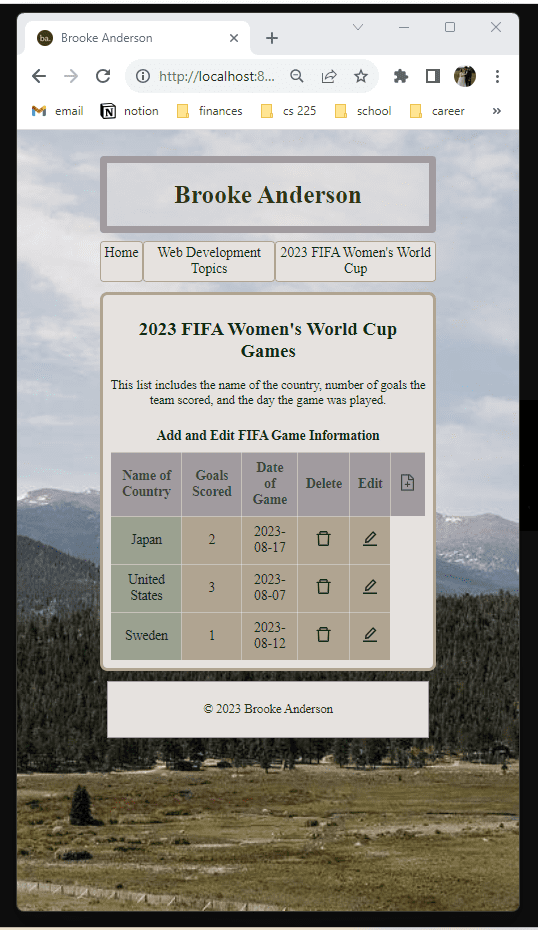 ba. Brooke Anderson
http://localhost:8...
email notion finances cs 225 school career »
Brooke Anderson
Home
Web Development
Topics
2023 FIFA Women's World
Cup
2023 FIFA Women's World Cup
Games
This list includes the name of the country, number of goals the
team scored, and the day the game was played.
Add and Edit FIFA Game Information
Name of
Country
Goals
Scored
Date
of
Game
Delete
Edit
Japan
2
2023-
08-17
United
States
3
2023-
08-07
Sweden
1
2023-
08-12
© 2023 Brooke Anderson